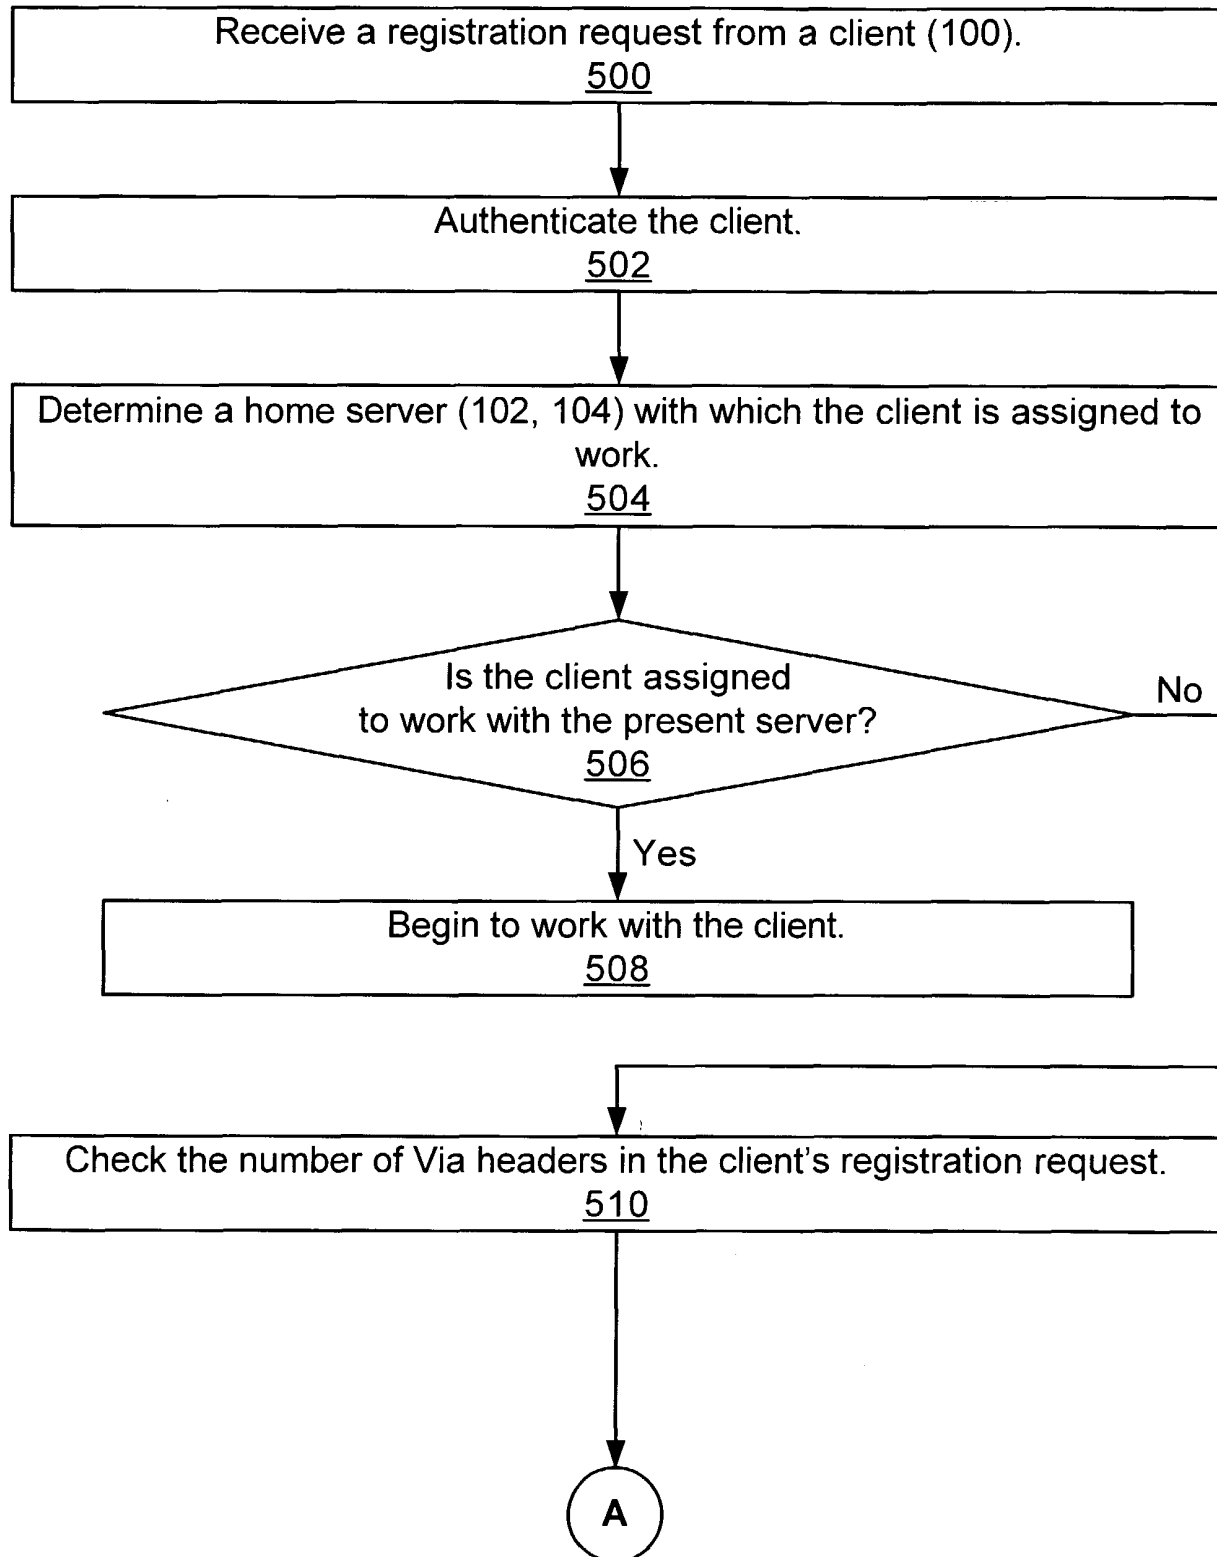 Receive a registration request from a client (100).
500
Authenticate the client.
502
Determine a home server (102, 104) with which the client is assigned to
work.
504
Is the client assigned
to work with the present server?
506
No
Yes
Begin to work with the client.
508
Check the number of Via headers in the client's registration request.
510
A